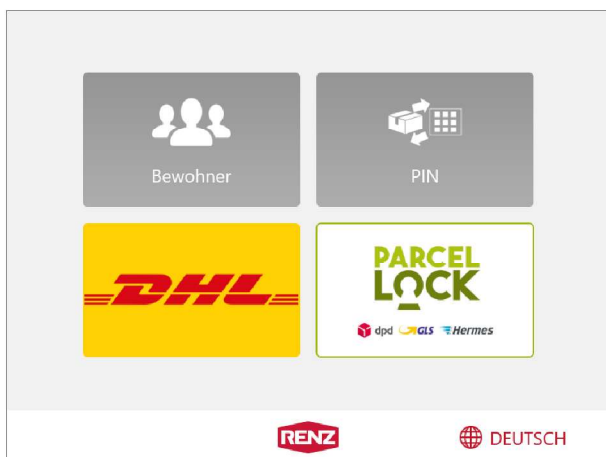 Bewohner
PIN
DHL
PARCEL
LOCK
dpd GLS Hermes
RENZ
DEUTSCH